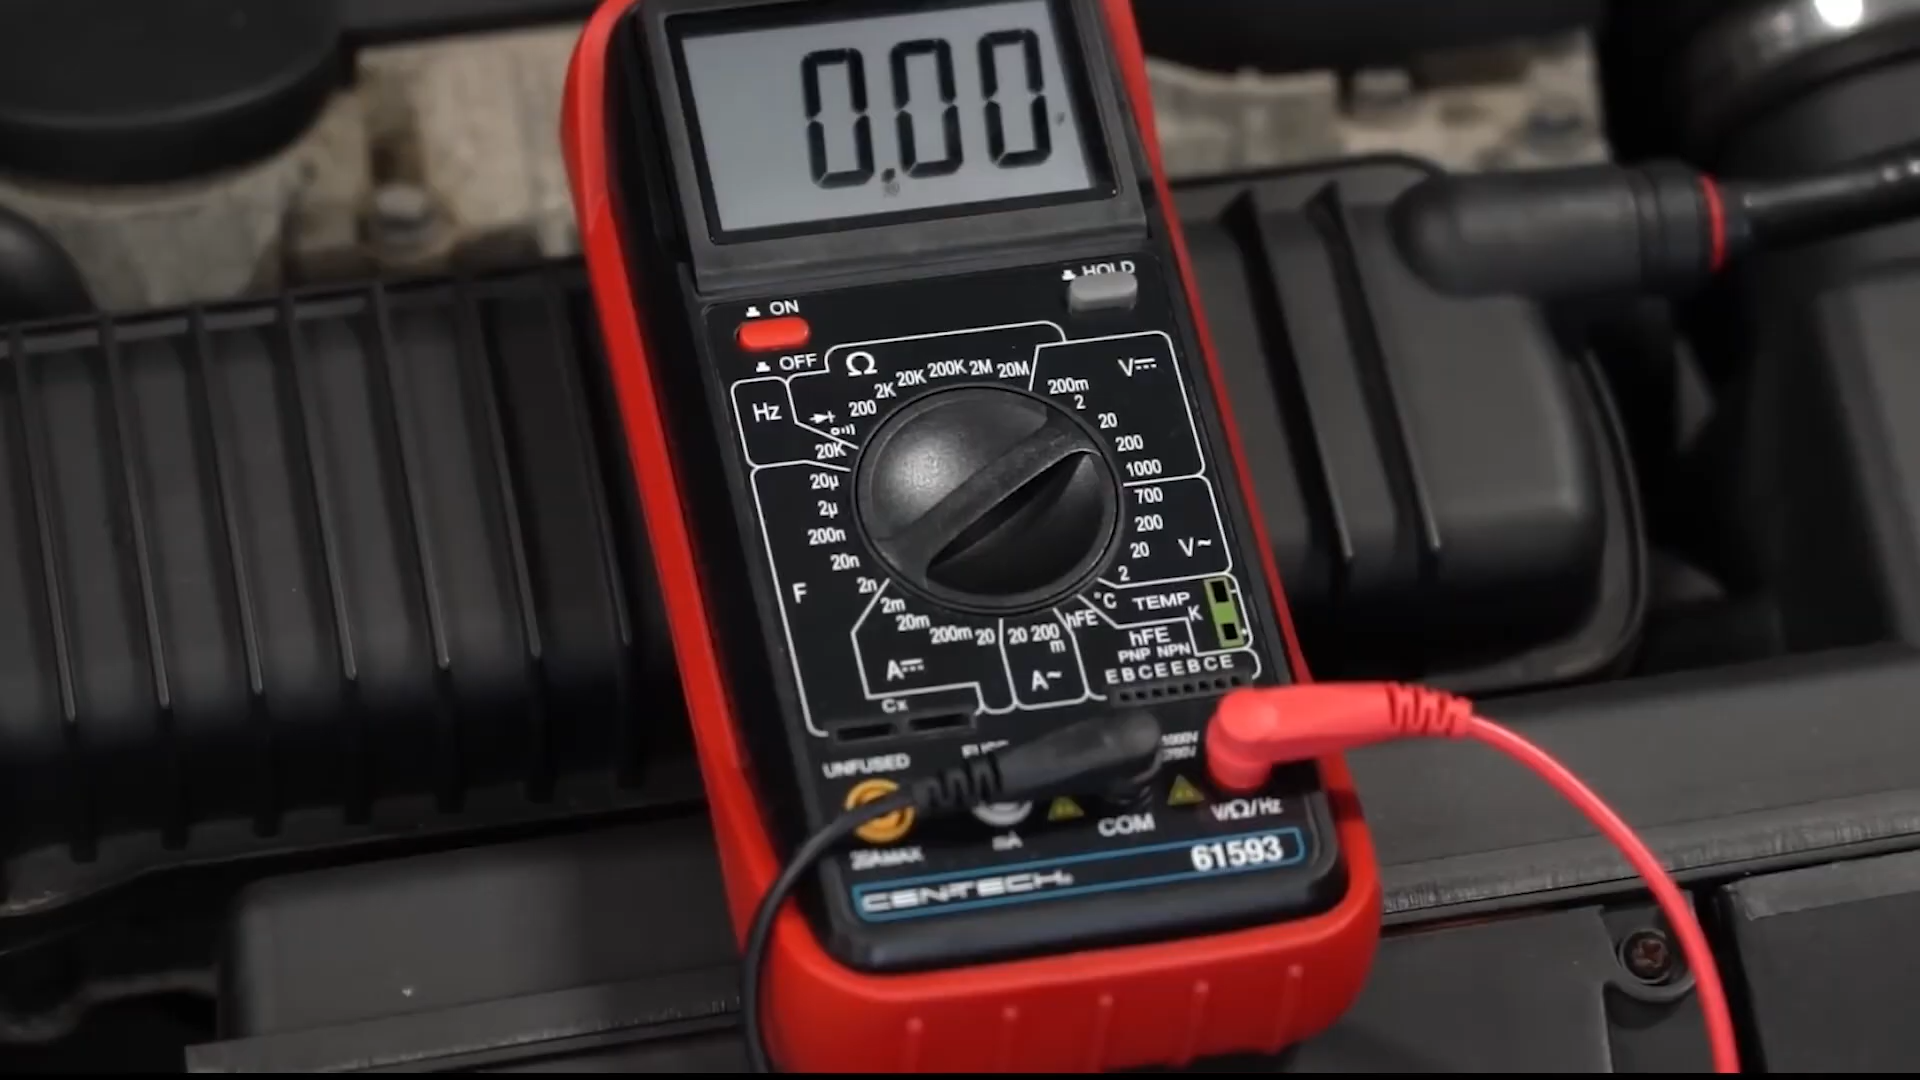 0.00
HOLD
ON
OFF
Ω
V
Hz
200 2K 20K 200K 2M 20M
200m
2
20
200
1000
20K
20µ
2µ
200n
20n
2n
F
700
200
20
2
V~
2m
20m
200m
20
A
20
200
m
A~
hFE
°C
TEMP
K
hFE
PNP NPN
EBCEEBCE
Cx
UNFUSED
20AMAX
COM
V/Ω/Hz
61593
CEN-TECH